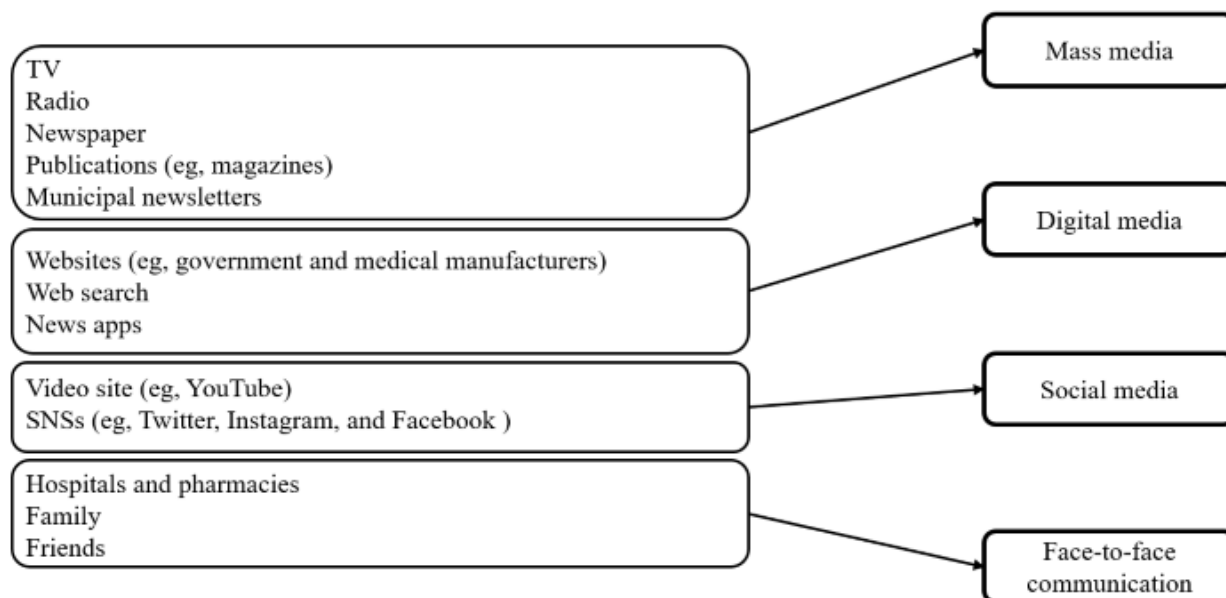 TV
Radio
Newspaper
Publications (eg, magazines)
Municipal newsletters
Mass media
Websites (eg, government and medical manufacturers)
Web search
News apps
Digital media
Video site (eg, YouTube)
SNSs (eg, Twitter, Instagram, and Facebook )
Social media
Hospitals and pharmacies
Family
Friends
Face-to-face
communication